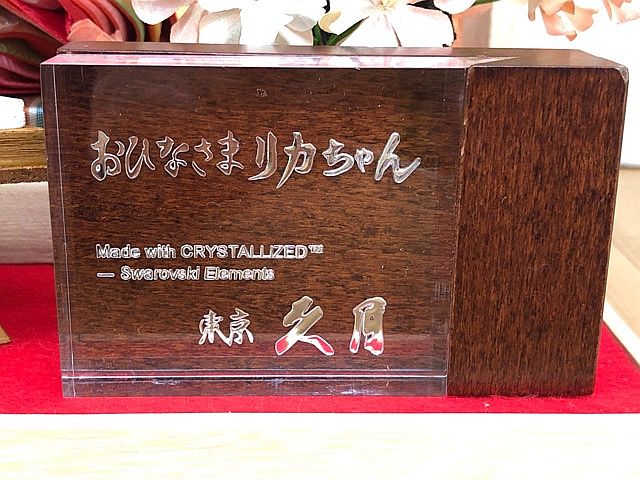 おひなさまリカちゃん
Made with CRYSTALLIZED™
— Swarovski Elements
東京 久月